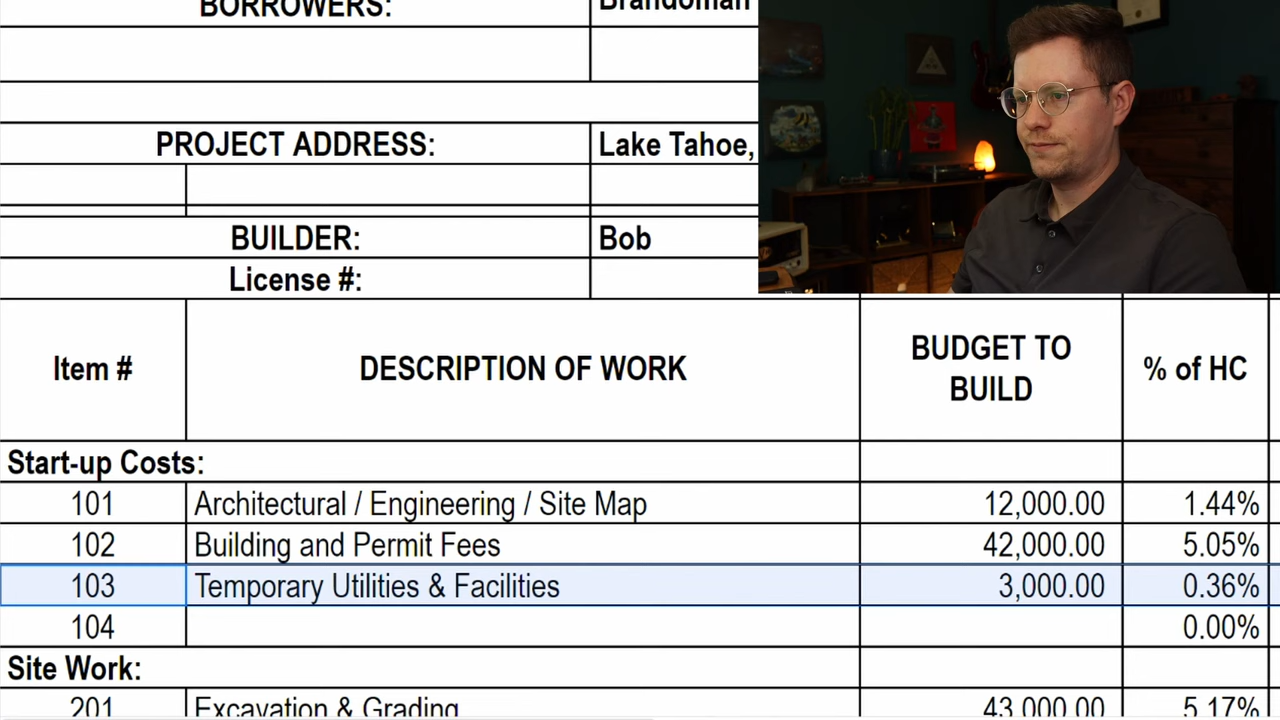 BORROWERS: Brandoman
PROJECT ADDRESS: Lake Tahoe,
BUILDER: Bob
License #:
Item # DESCRIPTION OF WORK BUDGET TO BUILD % of HC
Start-up Costs:
101 Architectural / Engineering / Site Map 12,000.00 1.44%
102 Building and Permit Fees 42,000.00 5.05%
103 Temporary Utilities & Facilities 3,000.00 0.36%
104 0.00%
Site Work:
201 Excavation & Grading 43,000.00 5.17%